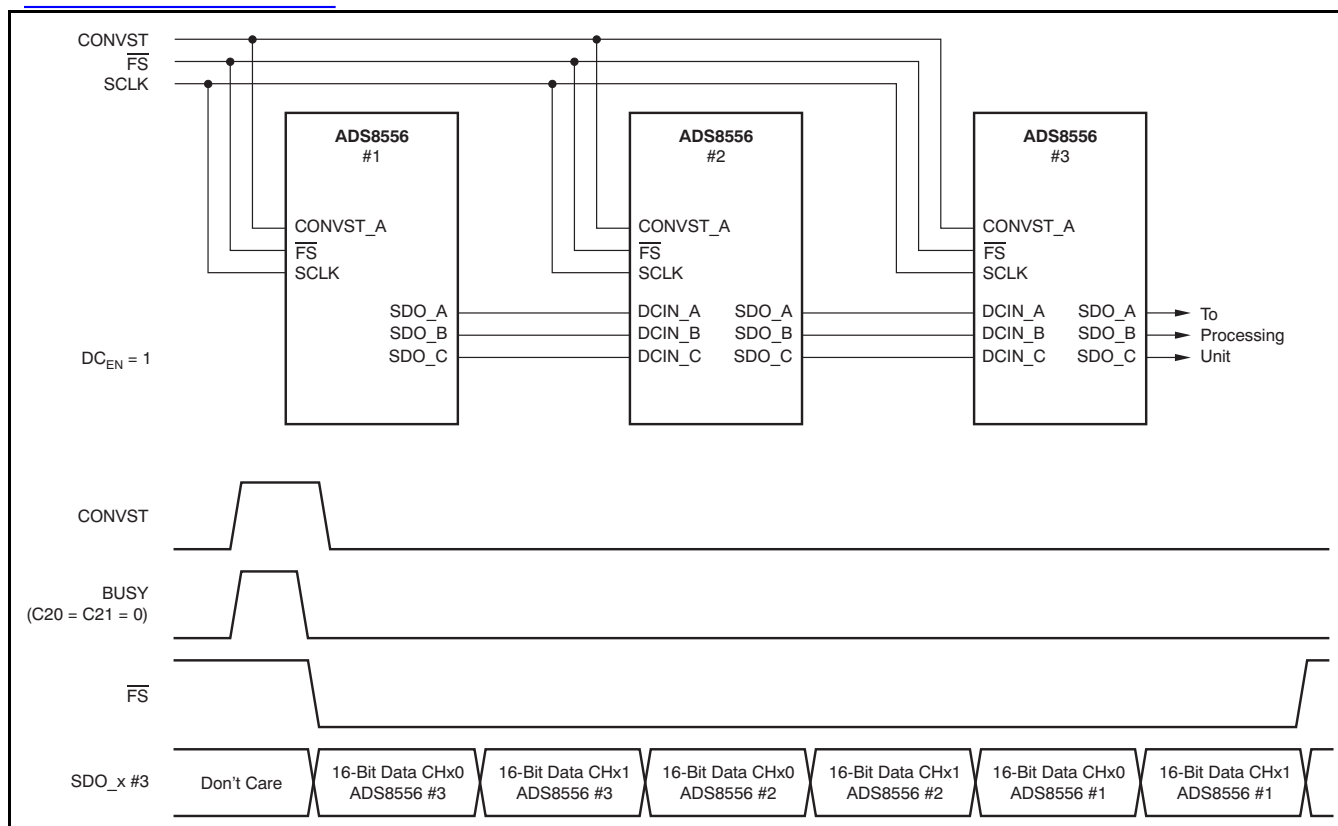 CONVST
FS
SCLK
ADS8556
#1
ADS8556
#2
ADS8556
#3
CONVST_A
FS
SCLK
CONVST_A
FS
SCLK
CONVST_A
FS
SCLK
SDO_A
SDO_B
SDO_C
DCIN_A
DCIN_B
DCIN_C
SDO_A
SDO_B
SDO_C
DCIN_A
DCIN_B
DCIN_C
SDO_A
SDO_B
SDO_C
To
Processing
Unit
DCEN = 1
CONVST
BUSY
(C20 = C21 = 0)
FS
SDO_x #3
Don't Care
16-Bit Data CHx0
ADS8556 #3
16-Bit Data CHx1
ADS8556 #3
16-Bit Data CHx0
ADS8556 #2
16-Bit Data CHx1
ADS8556 #2
16-Bit Data CHx0
ADS8556 #1
16-Bit Data CHx1
ADS8556 #1